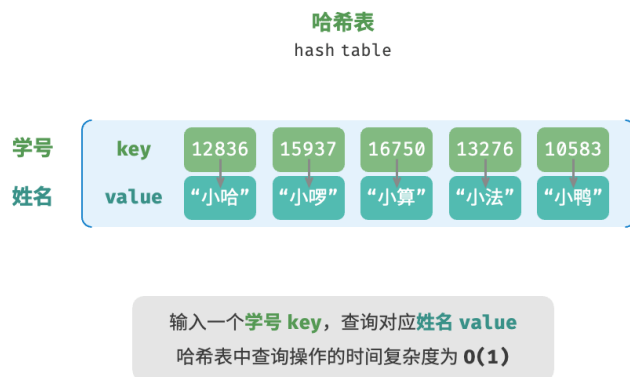 哈希表
hash table
学号 key 12836 15937 16750 13276 10583
姓名 value “小哈” “小啰” “小算” “小法” “小鸭”
输入一个学号 key，查询对应姓名 value
哈希表中查询操作的时间复杂度为 O(1)